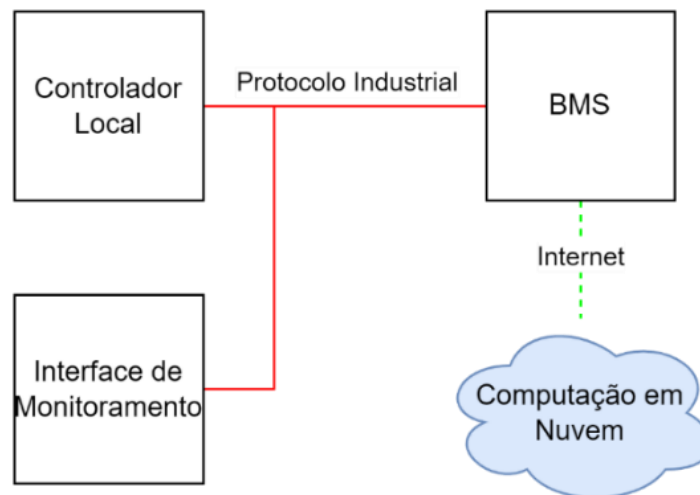 Controlador
Local
Protocolo Industrial
BMS
Internet
Interface de
Monitoramento
Computação em
Nuvem